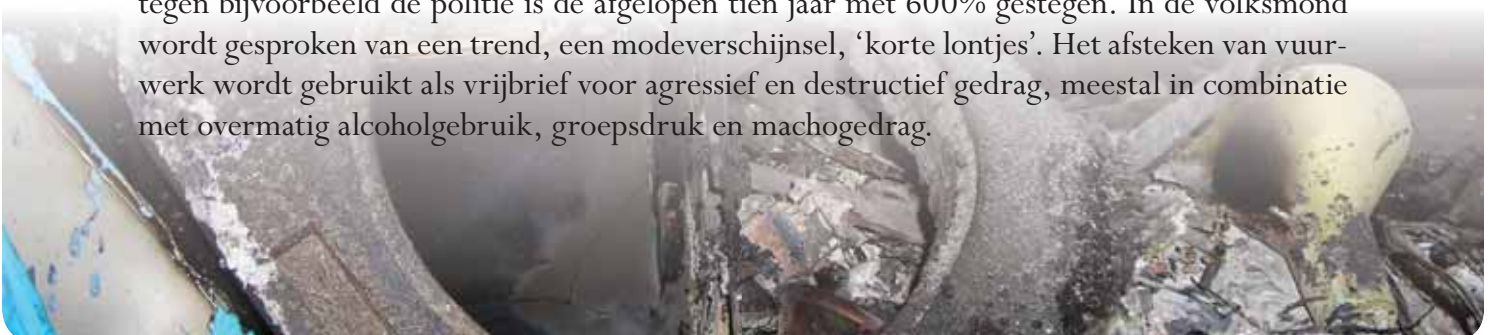 tegen bijvoorbeeld de politie is de afgelopen tien jaar met 600% gestegen. In de volksmond
wordt gesproken van een trend, een modeverschijnsel, ‘korte lontjes’. Het afsteken van vuur-
werk wordt gebruikt als vrijbrief voor agressief en destructief gedrag, meestal in combinatie
met overmatig alcoholgebruik, groepsdruk en machogedrag.